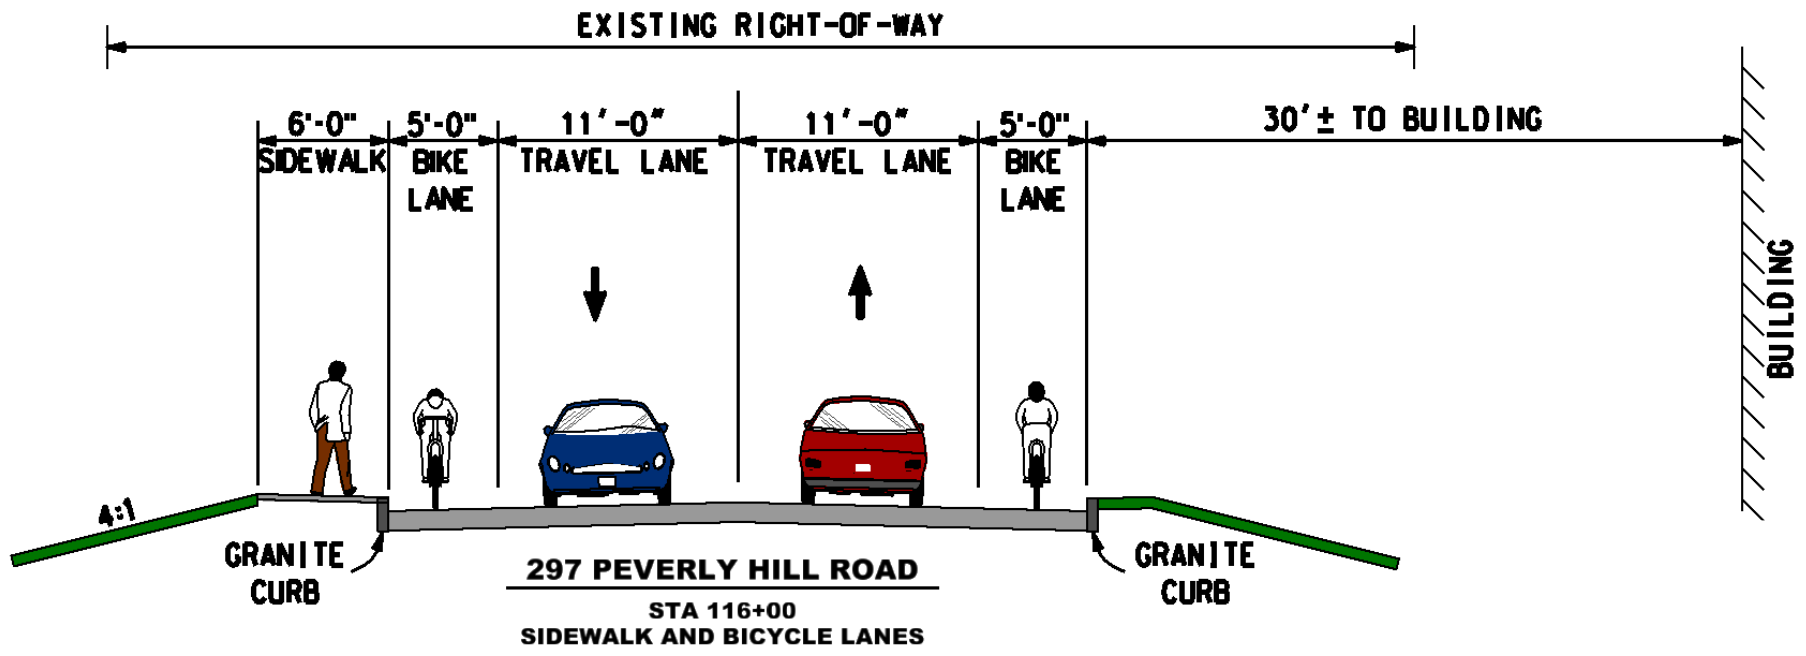 EXISTING RIGHT-OF-WAY
6'-0" 5'-0" 11'-0" 11'-0" 5'-0" 30'± TO BUILDING
SIDEWALK BIKE TRAVEL LANE TRAVEL LANE BIKE
LANE LANE
BUILDING
4:1
GRANITE GRANITE
CURB CURB
297 PEVERLY HILL ROAD
STA 116+00
SIDEWALK AND BICYCLE LANES